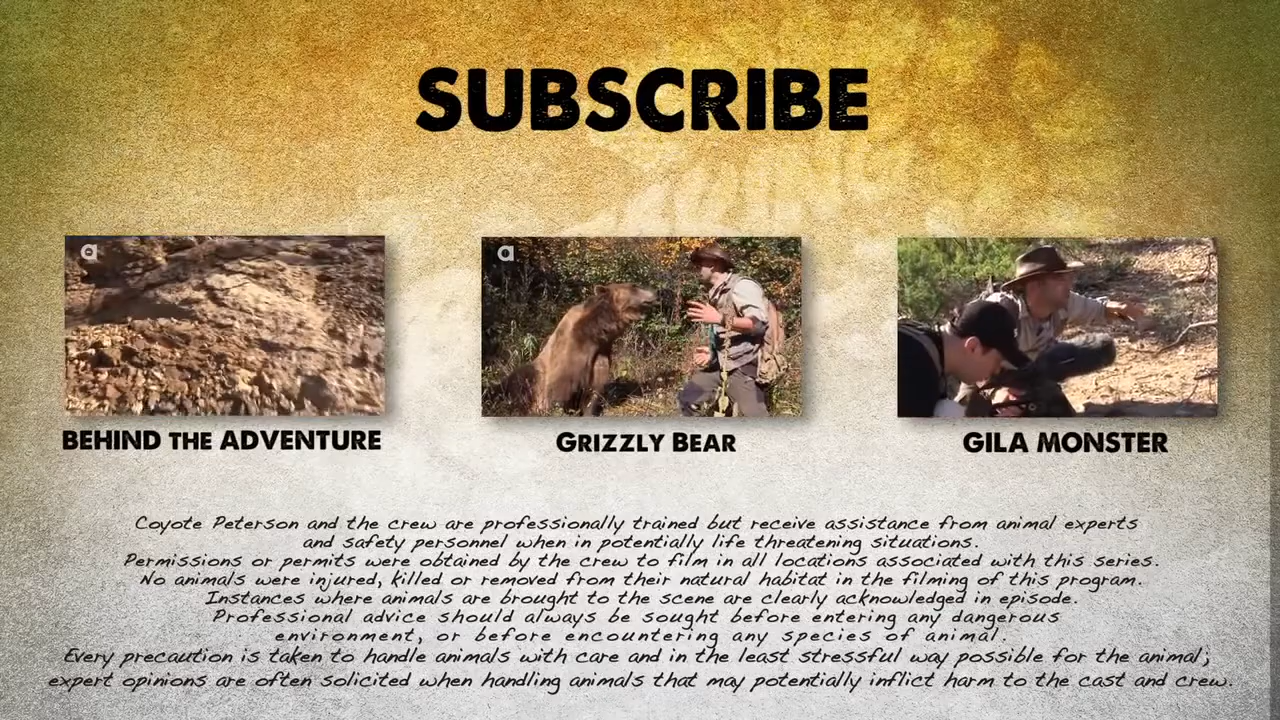 SUBSCRIBE
a
a
BEHIND THE ADVENTURE
GRIZZLY BEAR
GILA MONSTER
Coyote Peterson and the crew are professionally trained but receive assistance from animal experts
and safety personnel when in potentially life threatening situations.
Permissions or permits were obtained by the crew to film in all locations associated with this series.
No animals were injured, killed or removed from their natural habitat in the filming of this program.
Instances where animals are brought to the scene are clearly acknowledged in episode.
Professional advice should always be sought before entering any dangerous
environment, or before encountering any species of animal.
Every precaution is taken to handle animals with care and in the least stressful way possible for the animal;
expert opinions are often solicited when handling animals that may potentially inflict harm to the cast and crew.